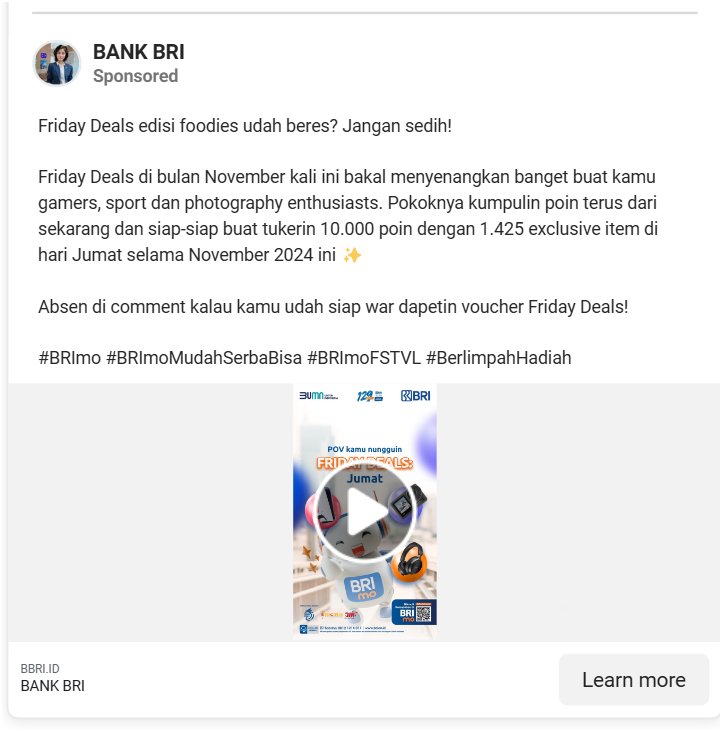 BANK BRI
Sponsored
Friday Deals edisi foodies udah beres? Jangan sedih!
Friday Deals di bulan November kali ini bakal menyenangkan banget buat kamu
gamers, sport dan photography enthusiasts. Pokoknya kumpulin poin terus dari
sekarang dan siap-siap buat tukerin 10.000 poin dengan 1.425 exclusive item di
hari Jumat selama November 2024 ini ✨
Absen di comment kalau kamu udah siap war dapetin voucher Friday Deals!
#BRImo #BRImoMudahSerbaBisa #BRImoFSTVL #BerlimpahHadiah
BUMN
129
BRI
POV kamu nungguin
FRIDAY DEALS:
Jumat
BRI
mo
BRI
mo
BBRI.ID
BANK BRI
Learn more